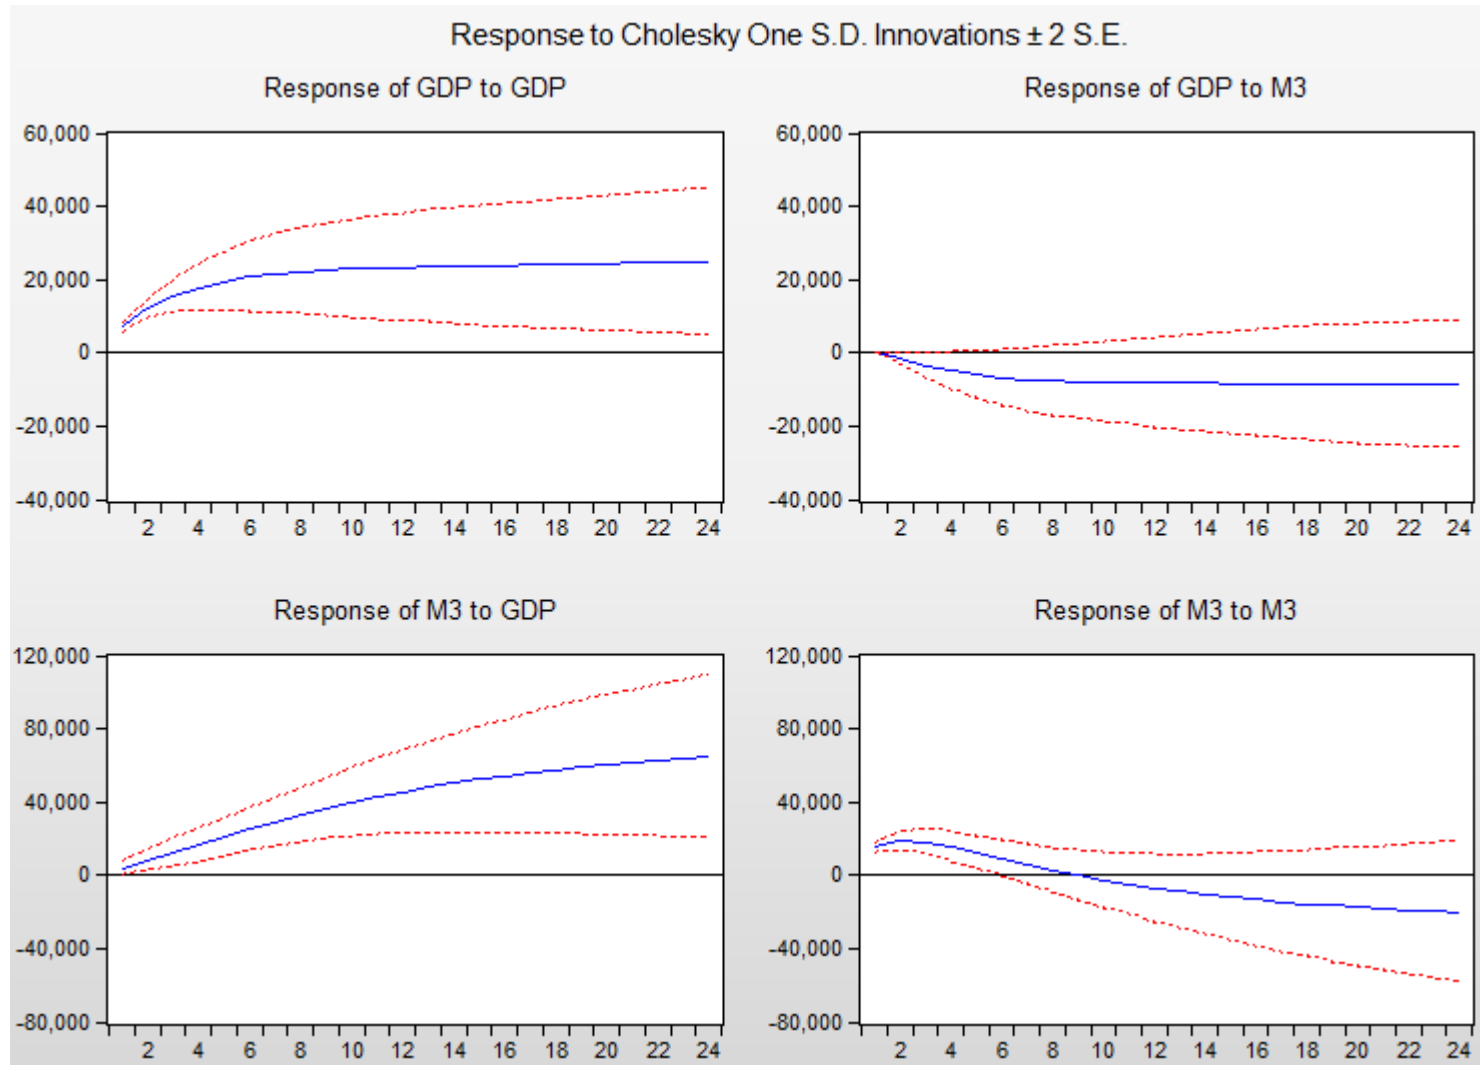 Response to Cholesky One S.D. Innovations ± 2 S.E.
Response of GDP to GDP
60,000
40,000
20,000
0
-20,000
-40,000
2 4 6 8 10 12 14 16 18 20 22 24
Response of GDP to M3
60,000
40,000
20,000
0
-20,000
-40,000
2 4 6 8 10 12 14 16 18 20 22 24
Response of M3 to GDP
120,000
80,000
40,000
0
-40,000
-80,000
2 4 6 8 10 12 14 16 18 20 22 24
Response of M3 to M3
120,000
80,000
40,000
0
-40,000
-80,000
2 4 6 8 10 12 14 16 18 20 22 24